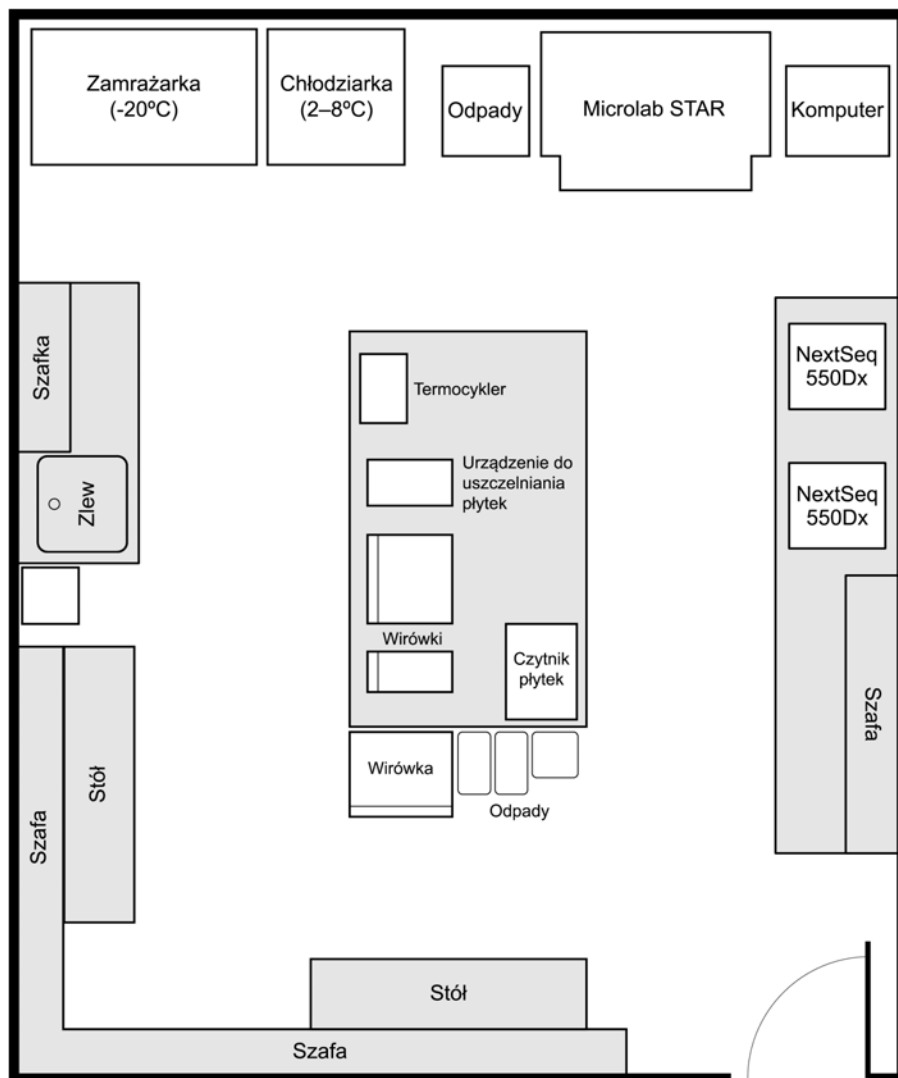 Zamrażarka
(-20ºC)
Chłodziarka
(2–8ºC)
Odpady
Microlab STAR
Komputer
Szafka
Zlew
Termocykler
Urządzenie do
uszczelniania
płytek
Wirówki
Czytnik
płytek
NextSeq
550Dx
NextSeq
550Dx
Szafa
Wirówka
Odpady
Szafa
Stół
Stół
Szafa